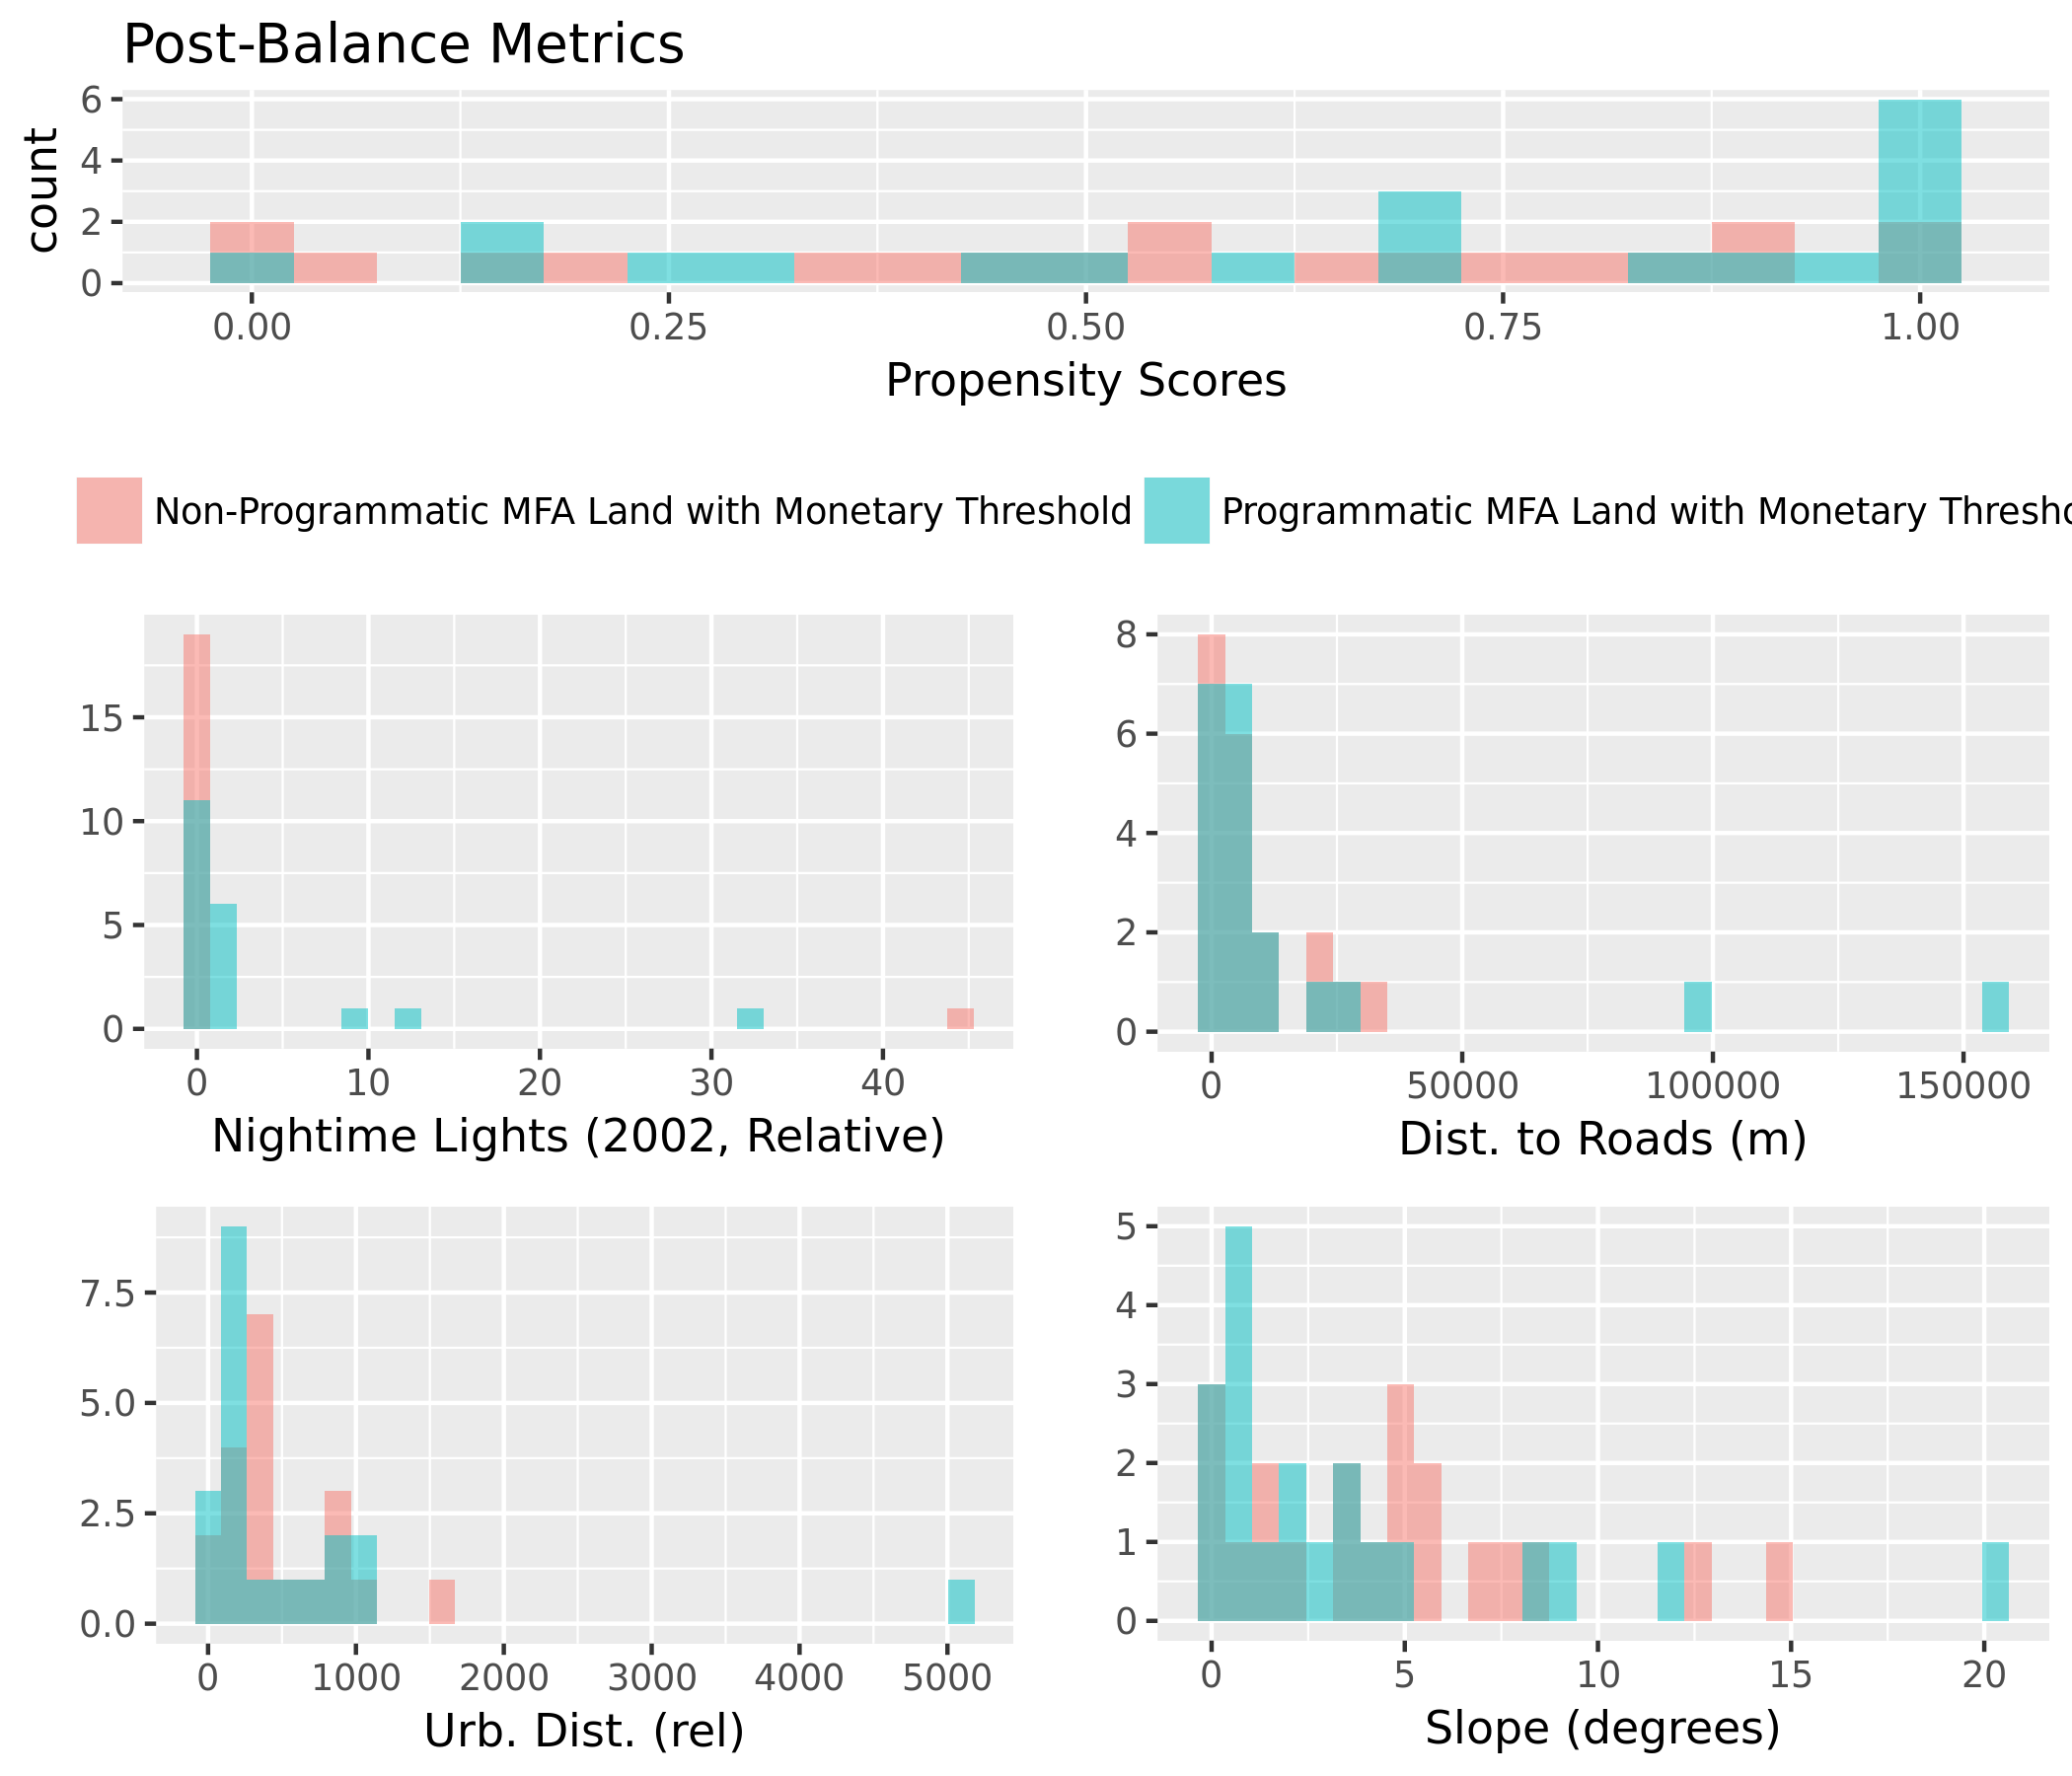 Post-Balance Metrics
count
6
4
2
0
0.00 0.25 0.50 0.75 1.00
Propensity Scores
Non-Programmatic MFA Land with Monetary Threshold Programmatic MFA Land with Monetary Thresho
15
10
5
0
0 10 20 30 40
Nightime Lights (2002, Relative)
8
6
4
2
0
0 50000 100000 150000
Dist. to Roads (m)
7.5
5.0
2.5
0.0
0 1000 2000 3000 4000 5000
Urb. Dist. (rel)
5
4
3
2
1
0
0 5 10 15 20
Slope (degrees)